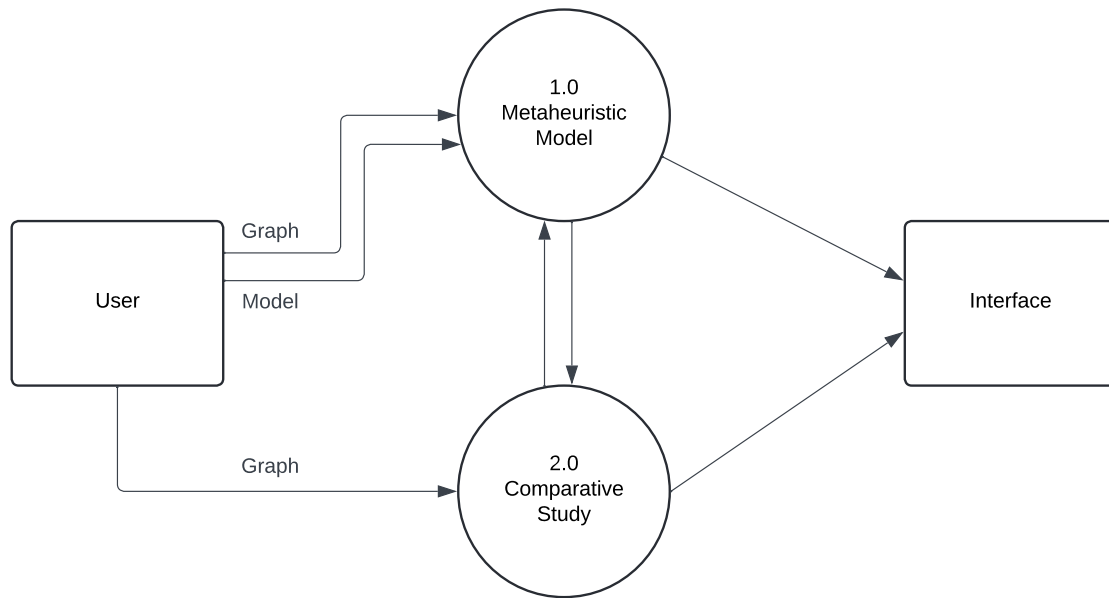 1.0
Metaheuristic
Model
Graph
User
Model
Interface
Graph
2.0
Comparative
Study